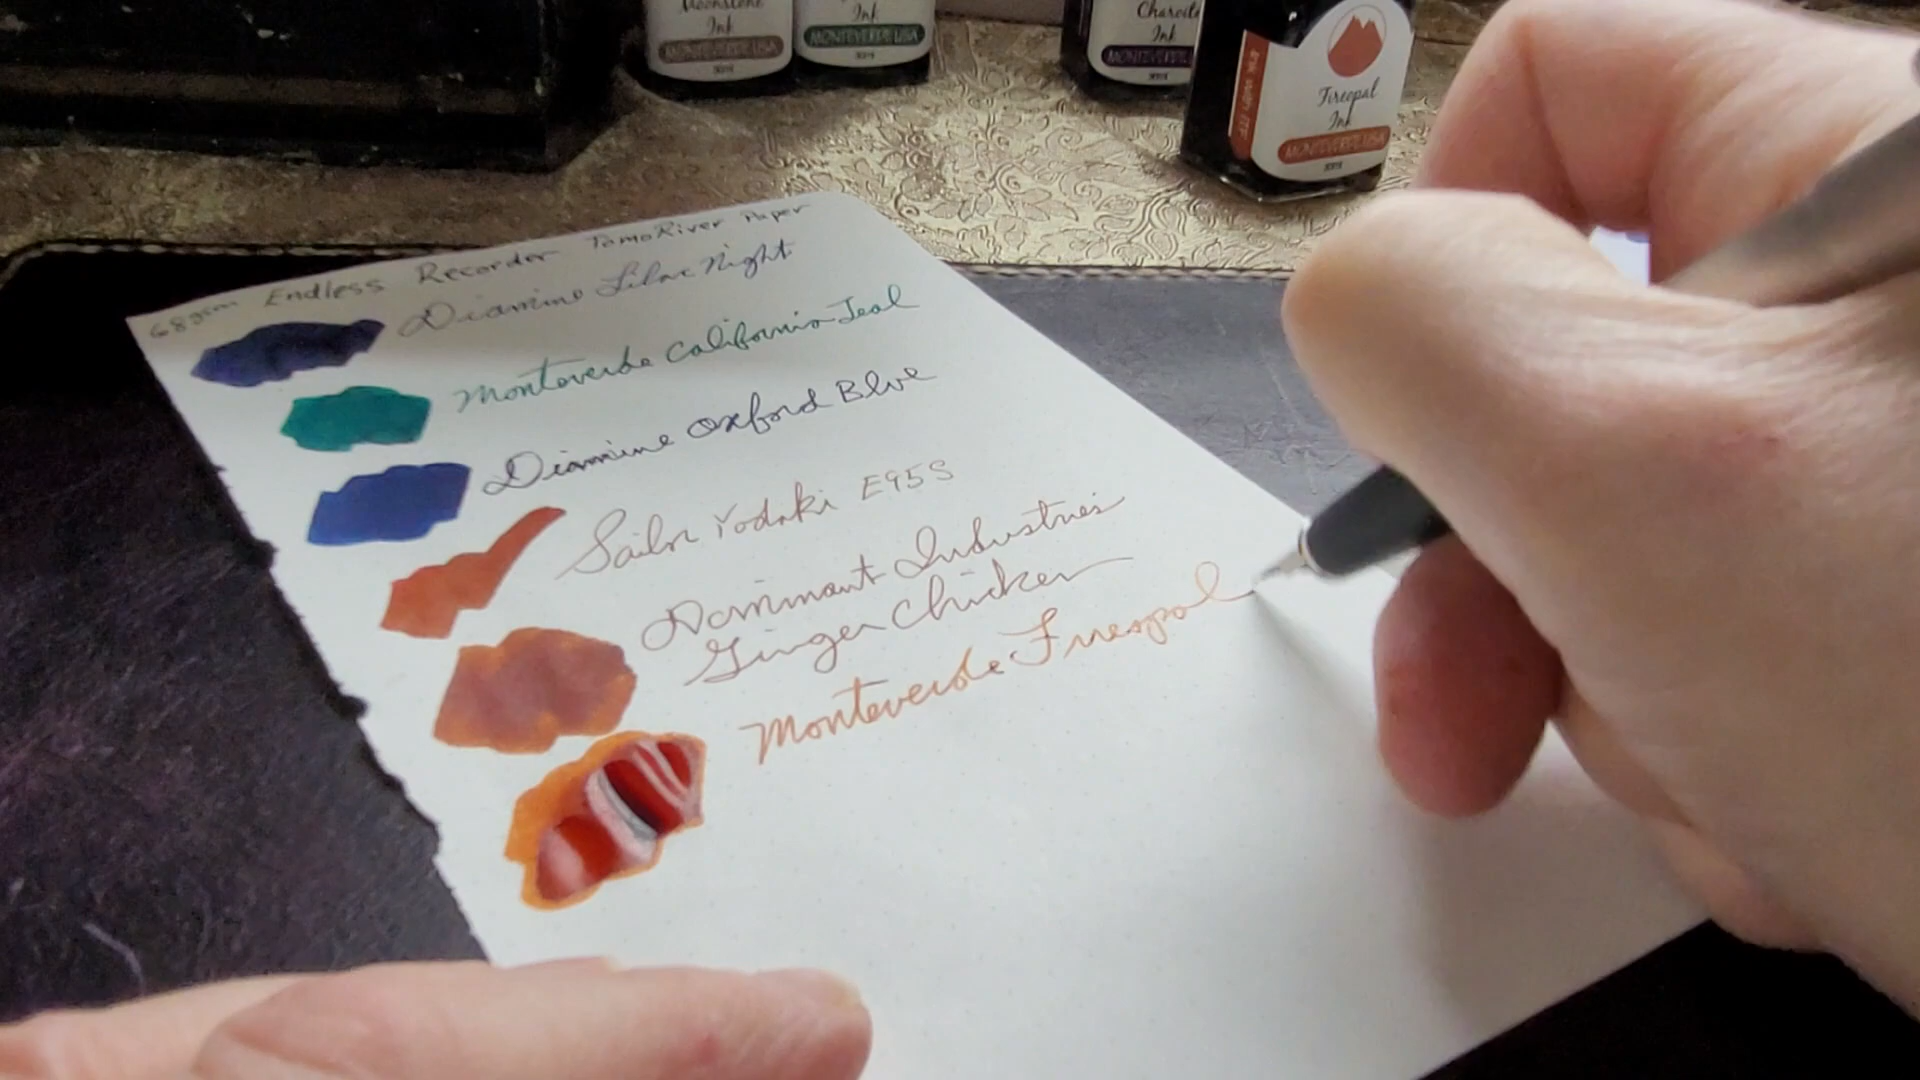 Moonstone
Ink
MONTEVERDE USA
Ink
MONTEVERDE USA
Charoite
Ink
MONTEVERDE USA
Fireopal
Ink
MONTEVERDE USA
68gsm Endless Recorder TomoRiver Paper
Diamine Lilac Night
Monteverde California Teal
Diamine Oxford Blue
Sailor Yodaki E95S
Dominant Industries
Ginger Chicken
Monteverde Fireopal